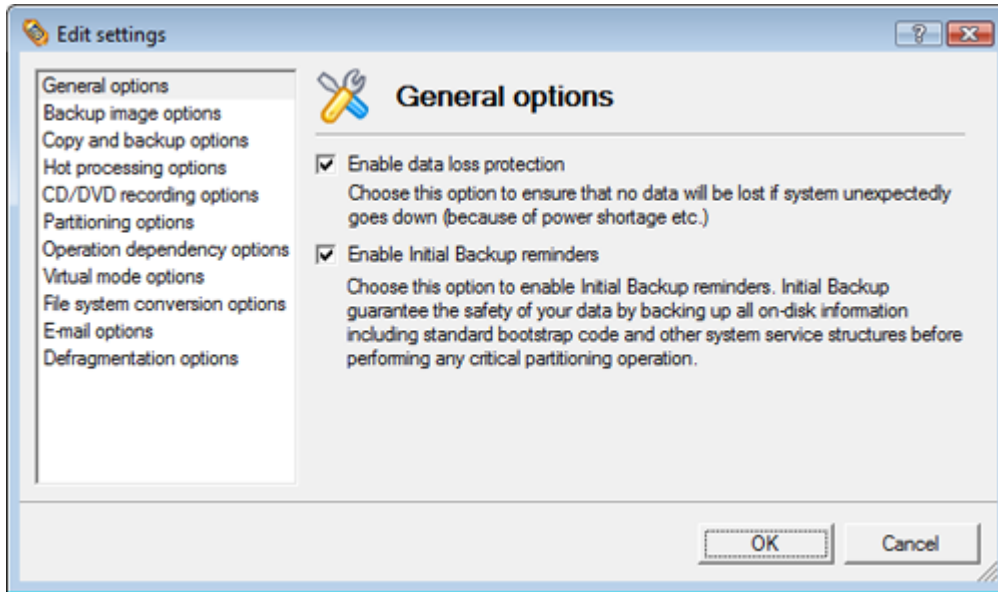 Edit settings
General options
Backup image options
Copy and backup options
Hot processing options
CD/DVD recording options
Partitioning options
Operation dependency options
Virtual mode options
File system conversion options
E-mail options
Defragmentation options
General options
Enable data loss protection
Choose this option to ensure that no data will be lost if system unexpectedly
goes down (because of power shortage etc.)
Enable Initial Backup reminders
Choose this option to enable Initial Backup reminders. Initial Backup
guarantee the safety of your data by backing up all on-disk information
including standard bootstrap code and other system service structures before
performing any critical partitioning operation.
OK
Cancel